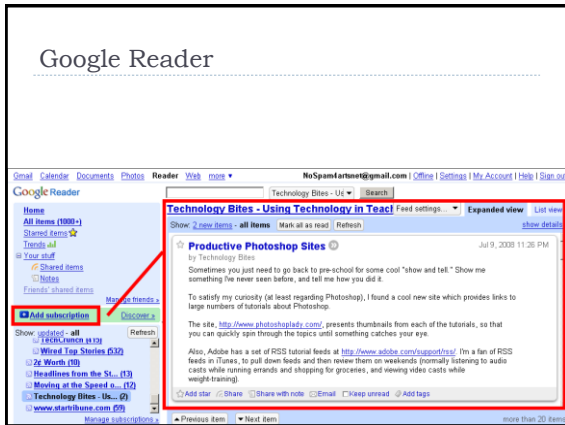 Google Reader
Gmail Calendar Documents Photos Reader Web more ▼
NoSpam4artsnet@gmail.com | Offline | Settings | My Account | Help | Sign out
Google Reader
Technology Bites - Us
Search
Home
All items (1000+)
Starred items
Trends
Your stuff
Shared items
Notes
Friends' shared items
Manage friends »
Add subscription
Discover »
Show: updated - all
Refresh
TechCrunch (415)
Wired Top Stories (532)
2¢ Worth (10)
Headlines from the St... (13)
Moving at the Speed o... (12)
Technology Bites - Us... (2)
www.startribune.com (59)
Manage subscriptions »
Technology Bites - Using Technology in Teach
Feed settings...
Expanded view
List view
Show: 2 new items - all items
Mark all as read
Refresh
show details
Productive Photoshop Sites
Jul 9, 2008 11:26 PM
by Technology Bites
Sometimes you just need to go back to pre-school for some cool "show and tell." Show me
something I've never seen before, and tell me how you did it.
To satisfy my curiosity (at least regarding Photoshop), I found a cool new site which provides links to
large numbers of tutorials about Photoshop.
The site, http://www.photoshoplady.com/, presents thumbnails from each of the tutorials, so that
you can quickly spin through the topics until something catches your eye.
Also, Adobe has a set of RSS tutorial feeds at http://www.adobe.com/support/rss/. I'm a fan of RSS
feeds in iTunes, to pull down feeds and then review them on weekends (normally listening to audio
casts while running errands and shopping for groceries, and viewing video casts while
weight-training).
Add star Share Share with note Email Keep unread Add tags
Previous item
Next item
more than 20 items